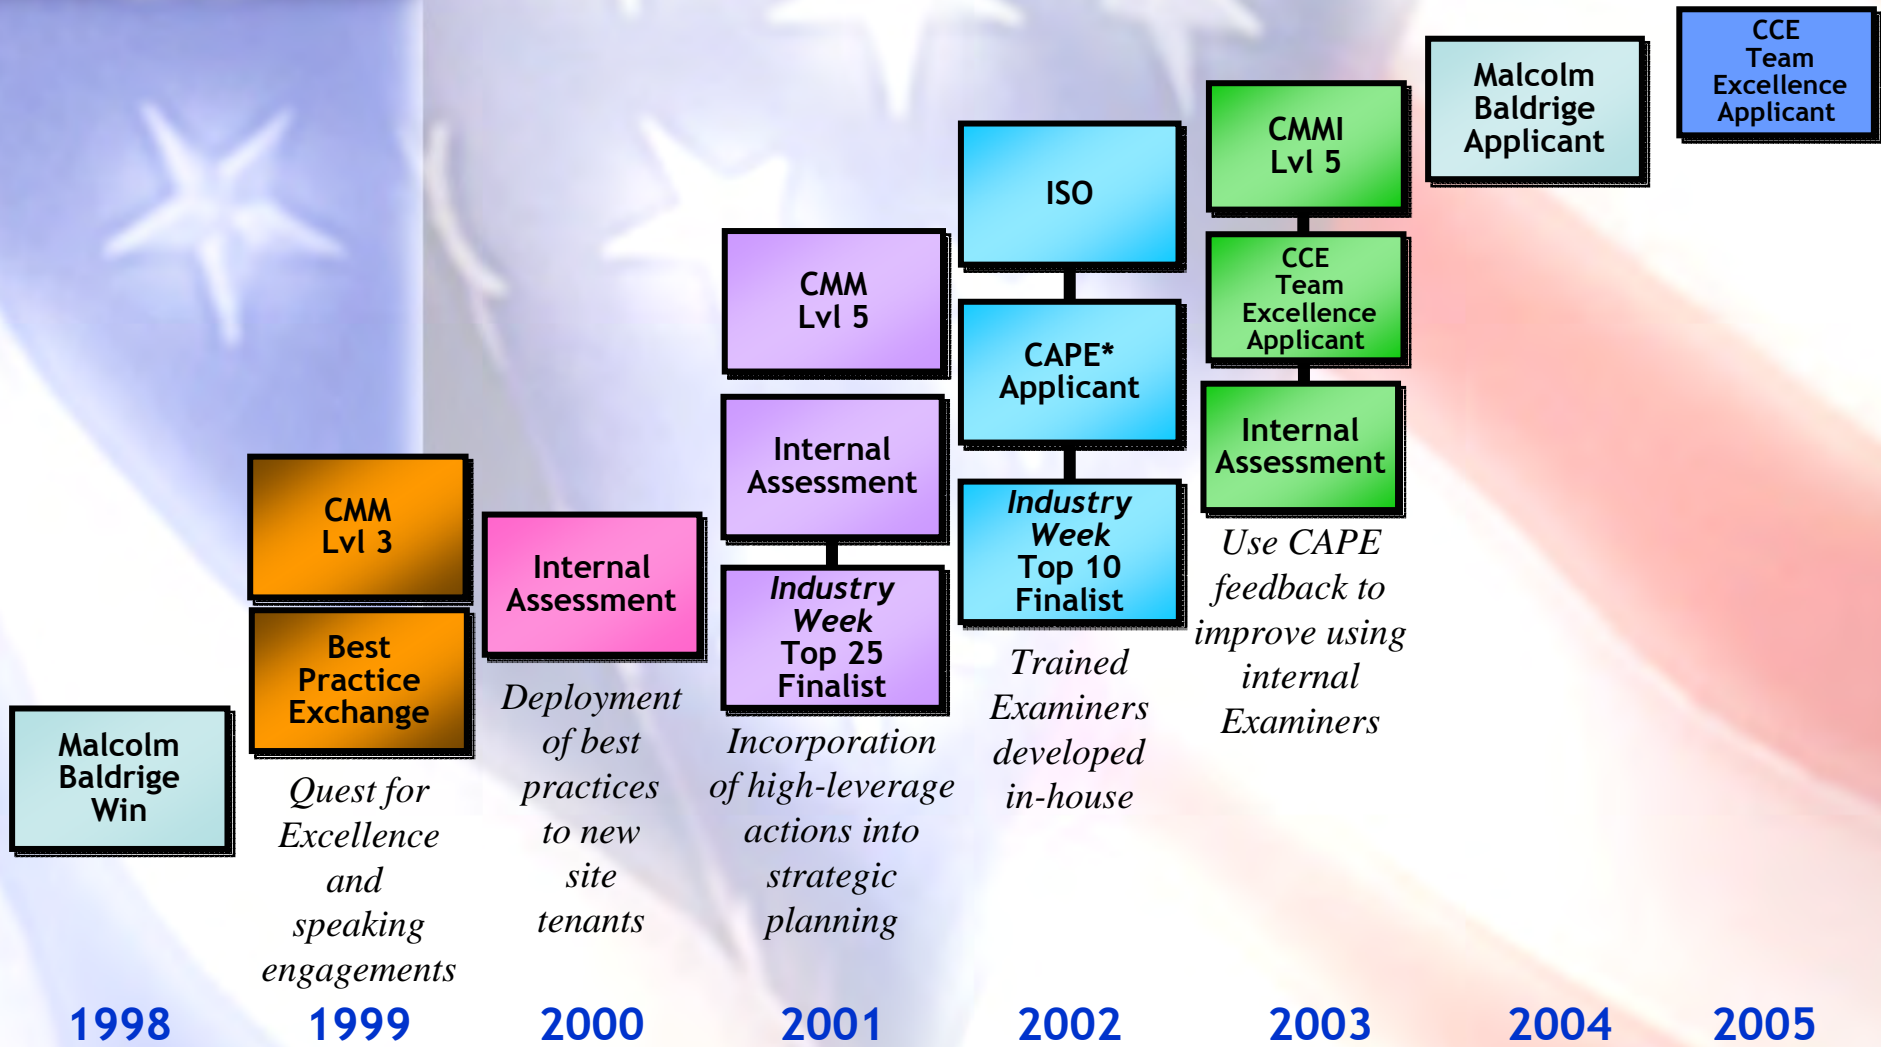 Malcolm
Baldrige
Win
1998
CMM
Lvl 3
Best
Practice
Exchange
Quest for
Excellence
and
speaking
engagements
1999
Internal
Assessment
Deployment
of best
practices
to new
site
tenants
2000
CMM
Lvl 5
Internal
Assessment
Industry
Week
Top 25
Finalist
Incorporation
of high-leverage
actions into
strategic
planning
2001
ISO
CAPE*
Applicant
Industry
Week
Top 10
Finalist
Trained
Examiners
developed
in-house
2002
CMMI
Lvl 5
CCE
Team
Excellence
Applicant
Internal
Assessment
Use CAPE
feedback to
improve using
internal
Examiners
2003
Malcolm
Baldrige
Applicant
2004
CCE
Team
Excellence
Applicant
2005